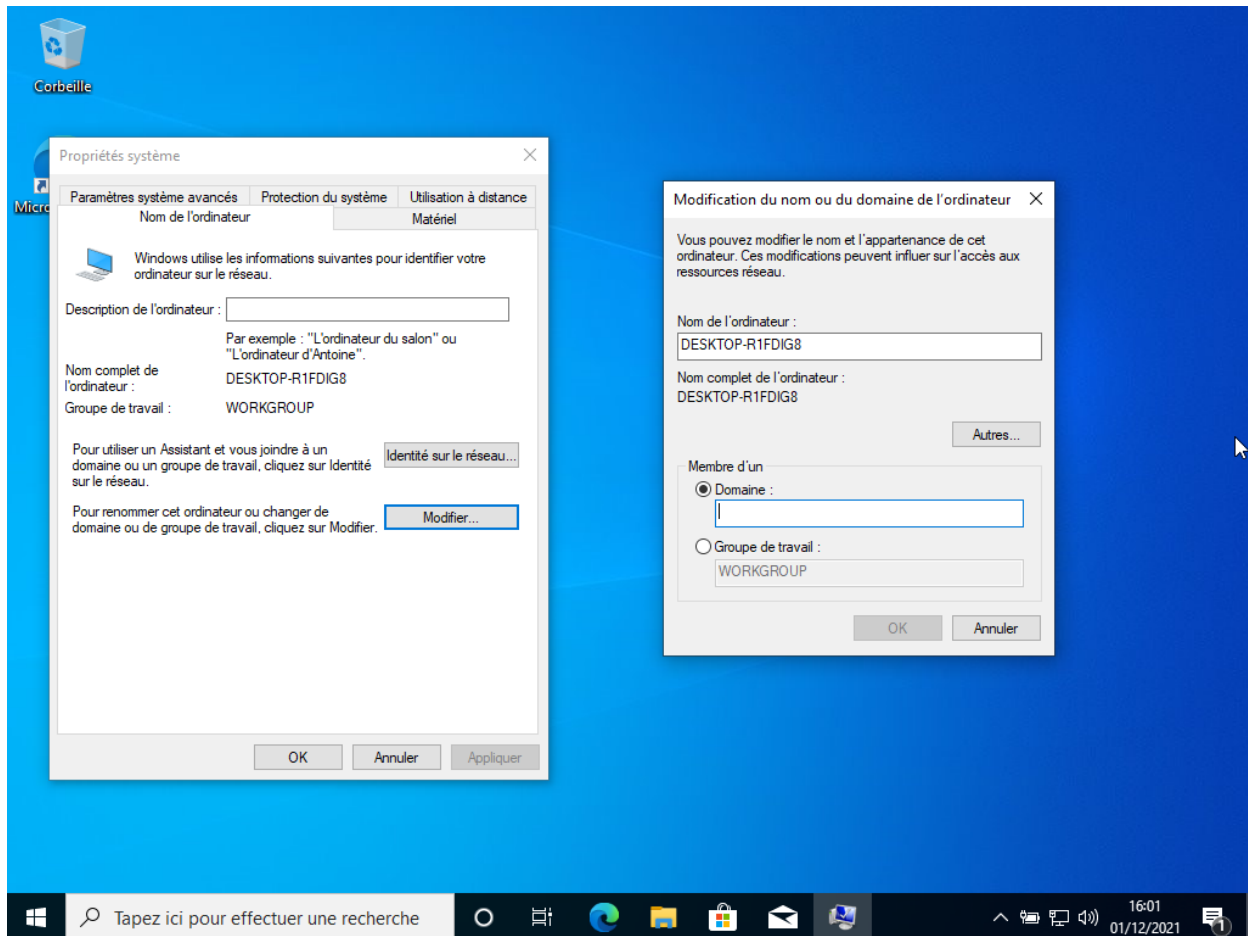 Corbeille
Micro
Propriétés système
Paramètres système avancés
Protection du système
Utilisation à distance
Nom de l'ordinateur
Matériel
Windows utilise les informations suivantes pour identifier votre
ordinateur sur le réseau.
Description de l'ordinateur :
Par exemple : "L'ordinateur du salon" ou
"L'ordinateur d'Antoine".
Nom complet de
l'ordinateur :
DESKTOP-R1FDIG8
Groupe de travail :
WORKGROUP
Pour utiliser un Assistant et vous joindre à un
domaine ou un groupe de travail, cliquez sur Identité
sur le réseau.
Identité sur le réseau...
Pour renommer cet ordinateur ou changer de
domaine ou de groupe de travail, cliquez sur Modifier.
Modifier...
OK
Annuler
Appliquer
Modification du nom ou du domaine de l'ordinateur
Vous pouvez modifier le nom et l'appartenance de cet
ordinateur. Ces modifications peuvent influer sur l'accès aux
ressources réseau.
Nom de l'ordinateur :
DESKTOP-R1FDIG8
Nom complet de l'ordinateur :
DESKTOP-R1FDIG8
Autres...
Membre d'un
Domaine :
Groupe de travail :
WORKGROUP
OK
Annuler
Tapez ici pour effectuer une recherche
16:01
01/12/2021
1